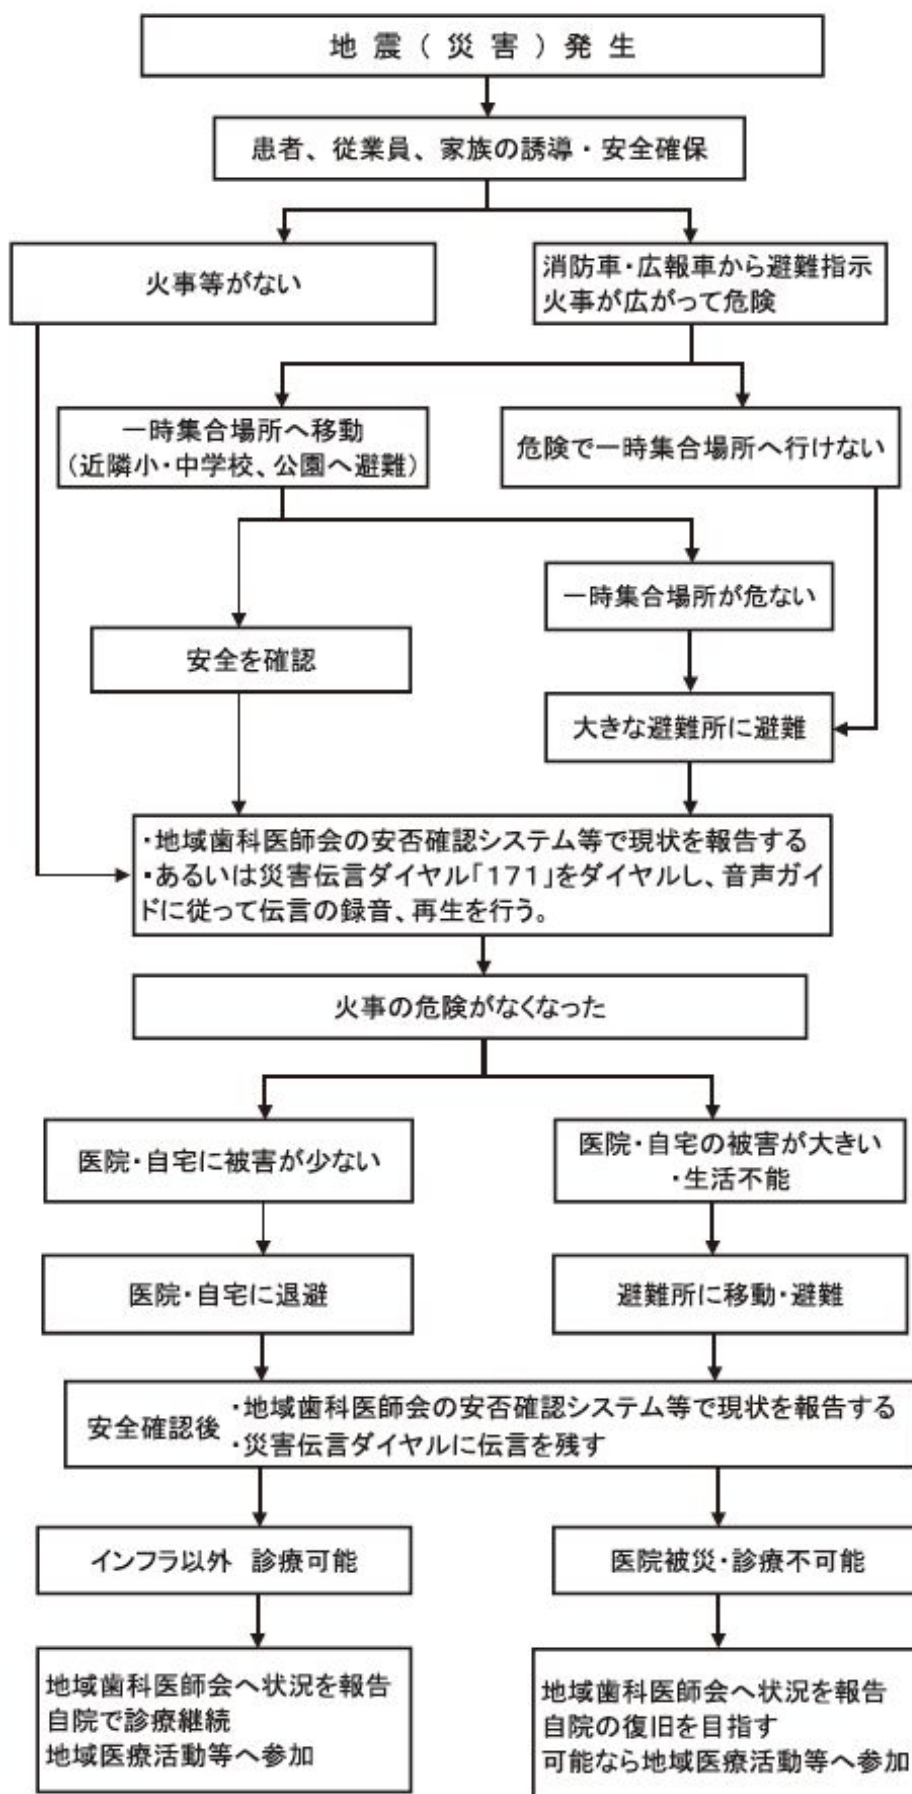 地 震 ( 災 害 ) 発 生
患者、従業員、家族の誘導・安全確保
火事等がない
消防車・広報車から避難指示
火事が広がって危険
一時集合場所へ移動
（近隣小・中学校、公園へ避難）
危険で一時集合場所へ行けない
一時集合場所が危ない
安全を確認
大きな避難所に避難
・地域歯科医師会の安否確認システム等で現状を報告する
・あるいは災害伝言ダイヤル「１７１」をダイヤルし、音声ガイ
ドに従って伝言の録音、再生を行う。
火事の危険がなくなった
医院・自宅に被害が少ない
医院・自宅の被害が大きい
・生活不能
医院・自宅に退避
避難所に移動・避難
安全確認後
・地域歯科医師会の安否確認システム等で現状を報告する
・災害伝言ダイヤルに伝言を残す
インフラ以外　診療可能
医院被災・診療不可能
地域歯科医師会へ状況を報告
自院で診療継続
地域医療活動等へ参加
地域歯科医師会へ状況を報告
自院の復旧を目指す
可能なら地域医療活動等へ参加